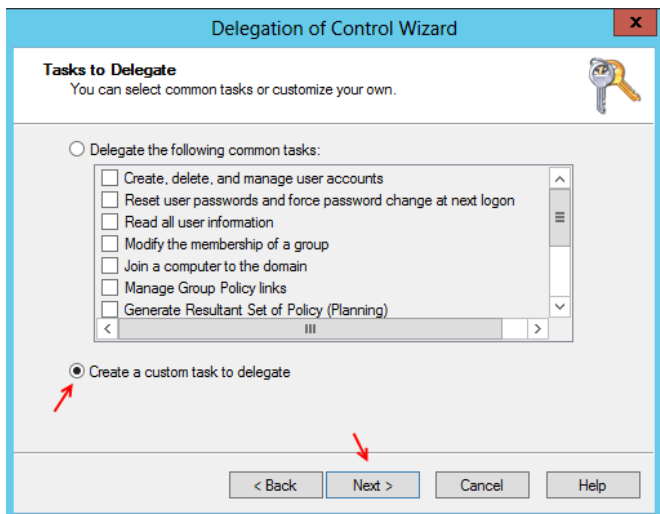 Delegation of Control Wizard
x
Tasks to Delegate
You can select common tasks or customize your own.
Delegate the following common tasks:
Create, delete, and manage user accounts
Reset user passwords and force password change at next logon
Read all user information
Modify the membership of a group
Join a computer to the domain
Manage Group Policy links
Generate Resultant Set of Policy (Planning)
Create a custom task to delegate
< Back Next > Cancel Help